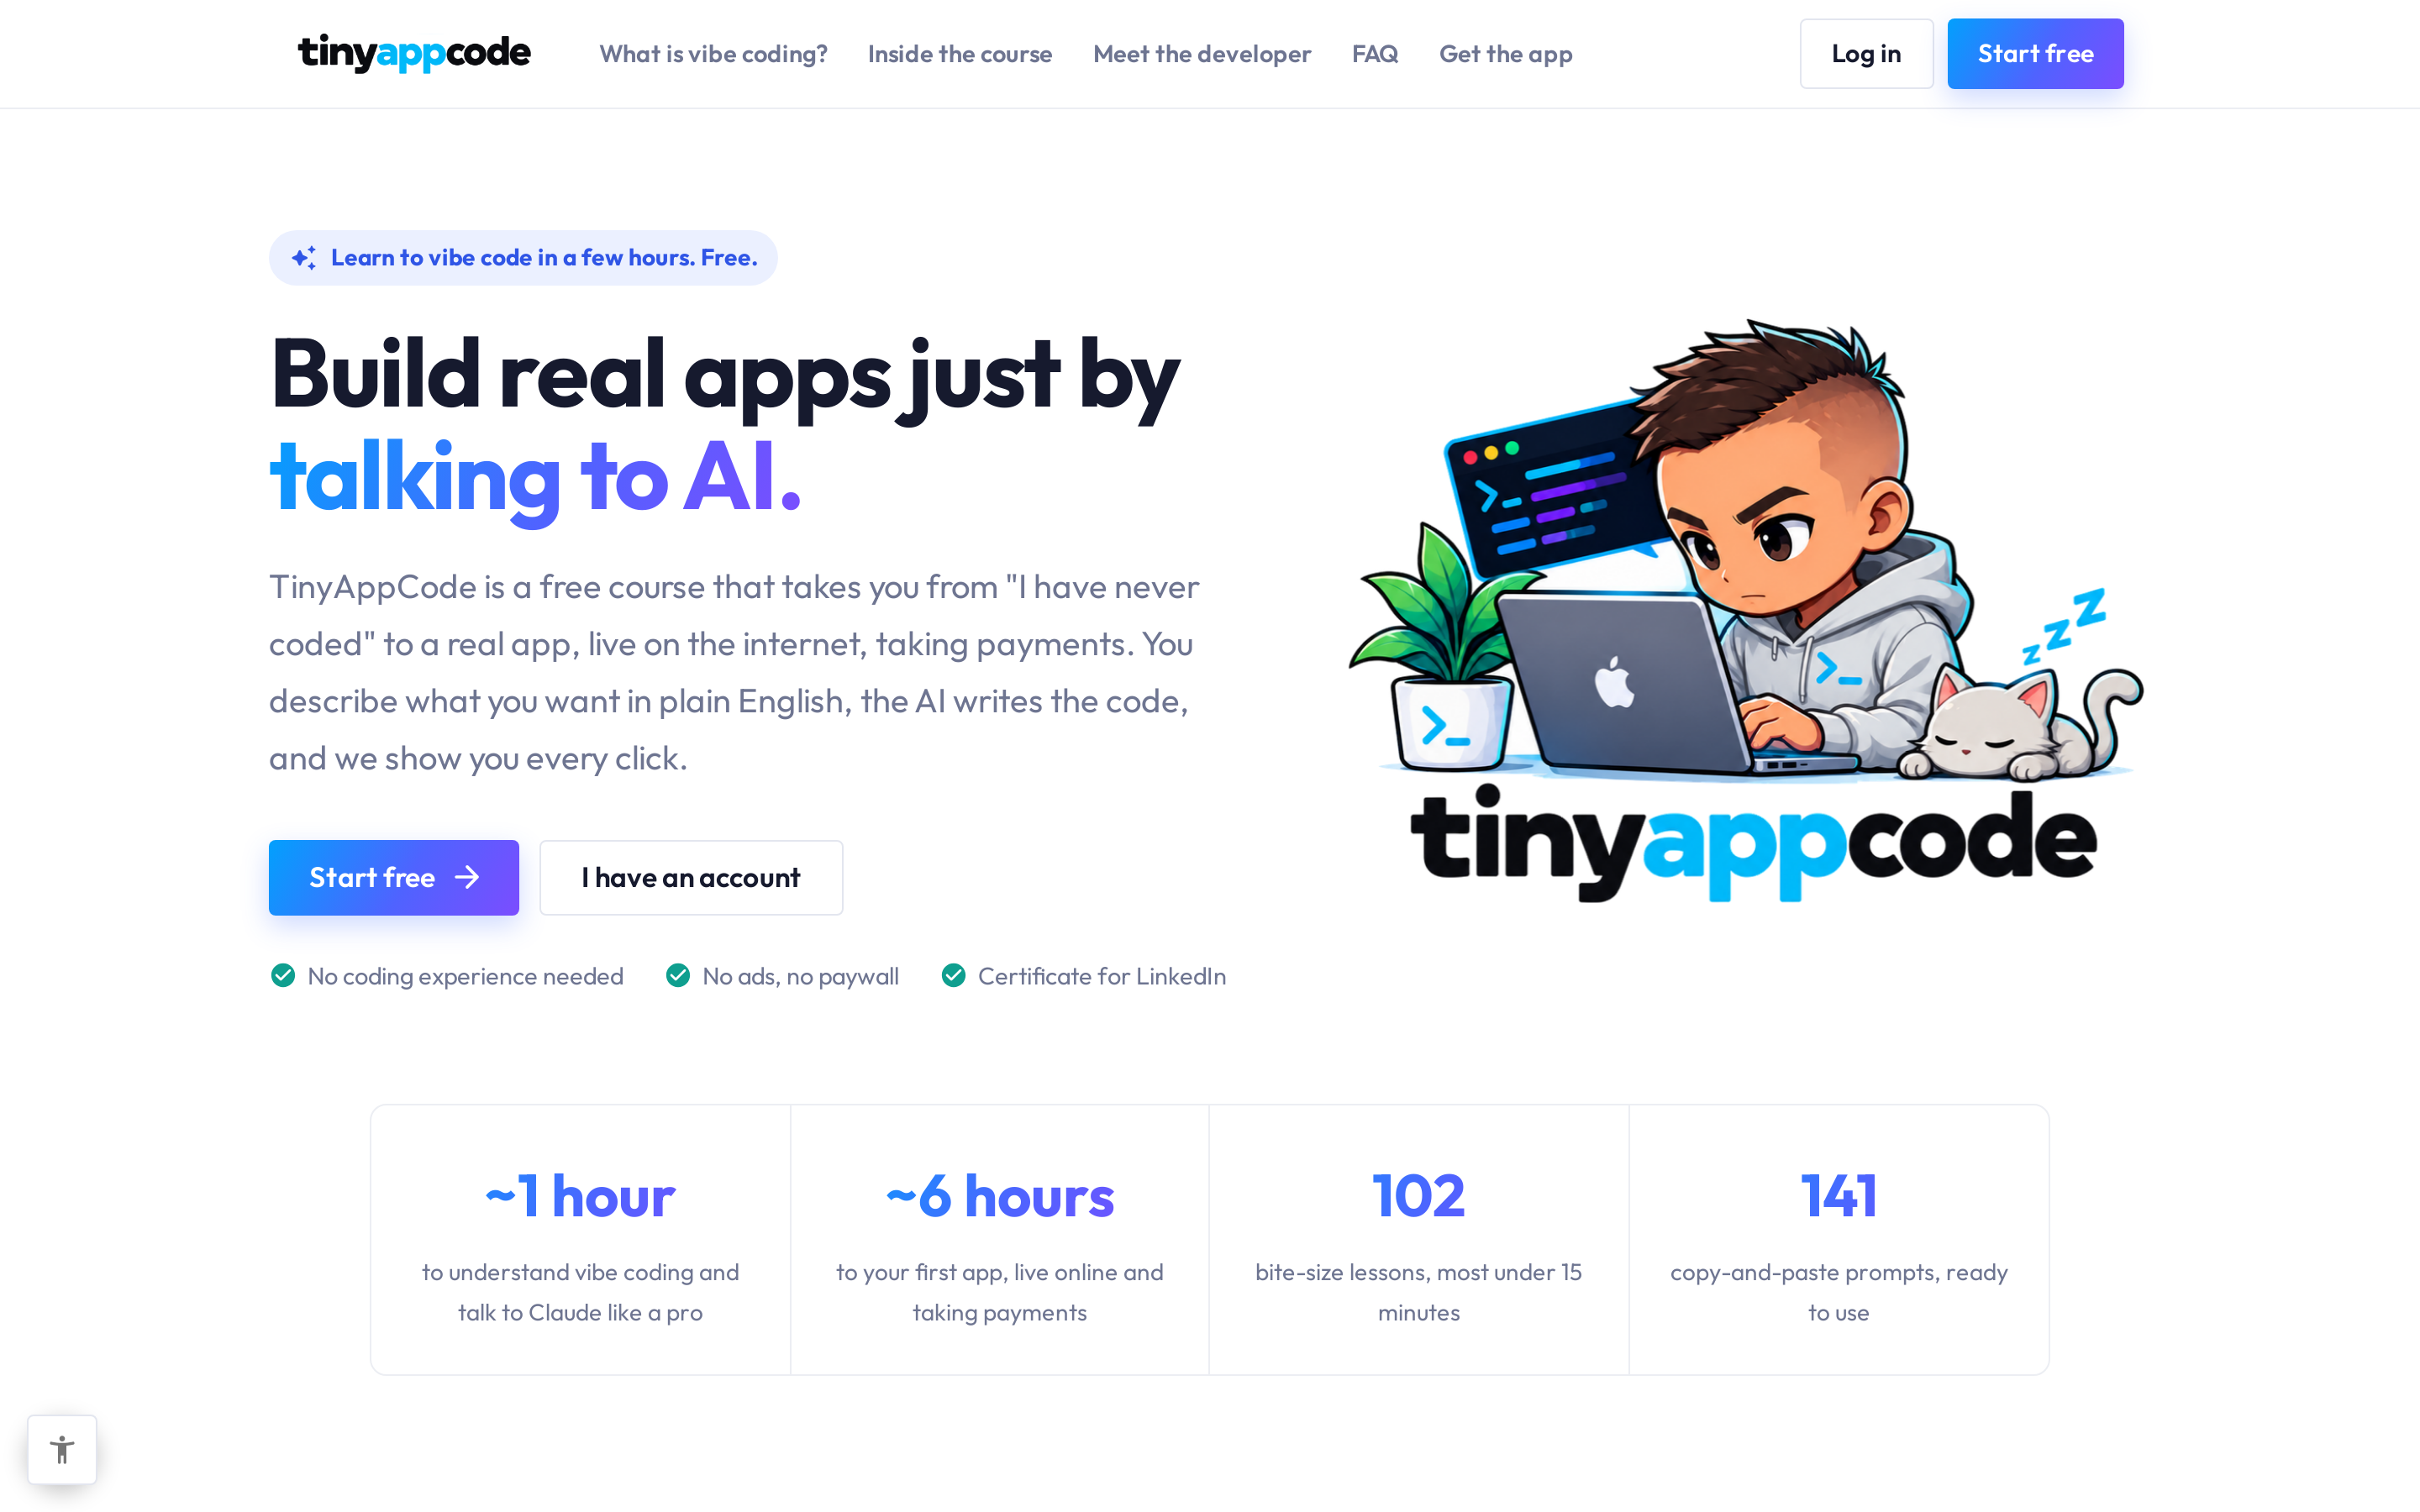 tinyappcode
What is vibe coding?
Inside the course
Meet the developer
FAQ
Get the app
Log in
Start free
Learn to vibe code in a few hours. Free.
Build real apps just by
talking to AI.
TinyAppCode is a free course that takes you from "I have never
coded" to a real app, live on the internet, taking payments. You
describe what you want in plain English, the AI writes the code,
and we show you every click.
Start free
I have an account
No coding experience needed
No ads, no paywall
Certificate for LinkedIn
z z Z
tinyappcode
~1 hour
to understand vibe coding and
talk to Claude like a pro
~6 hours
to your first app, live online and
taking payments
102
bite-size lessons, most under 15
minutes
141
copy-and-paste prompts, ready
to use